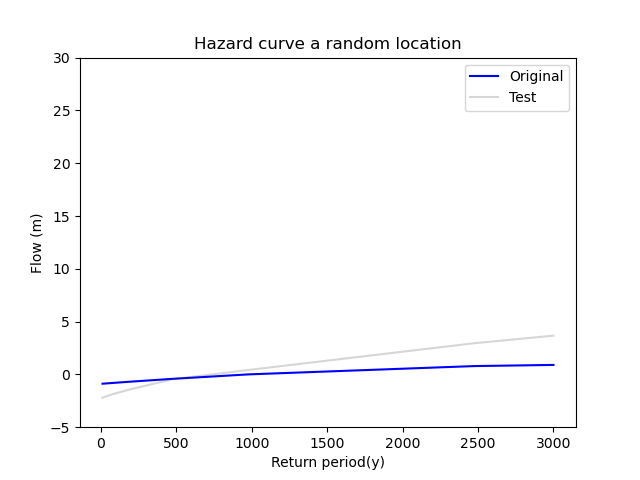 Hazard curve a random location
30
25
20
15
10
5
0
−5
Flow (m)
Original
Test
0 500 1000 1500 2000 2500 3000
Return period(y)